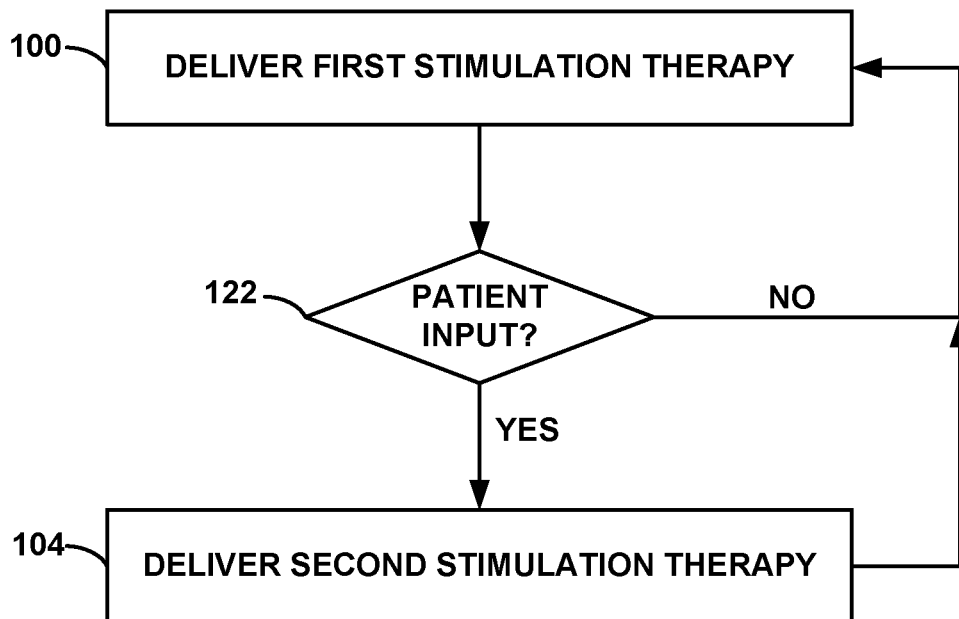 100
DELIVER FIRST STIMULATION THERAPY
122
PATIENT
INPUT?
NO
YES
104
DELIVER SECOND STIMULATION THERAPY